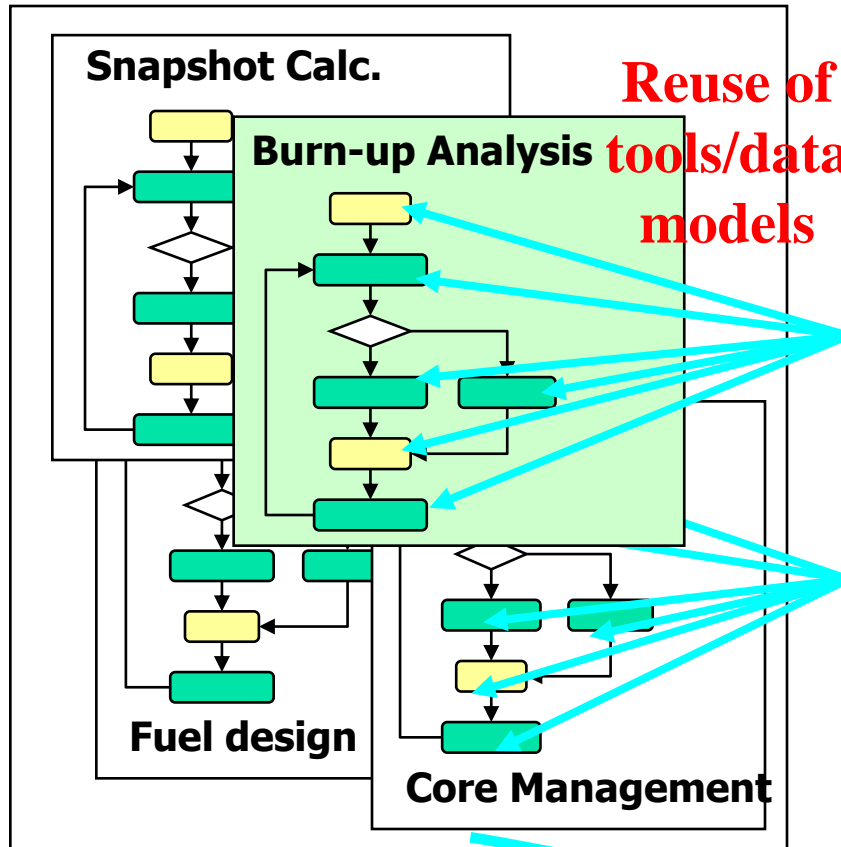 Snapshot Calc.
Reuse of
tools/data
models
Burn-up Analysis
Fuel design
Core Management